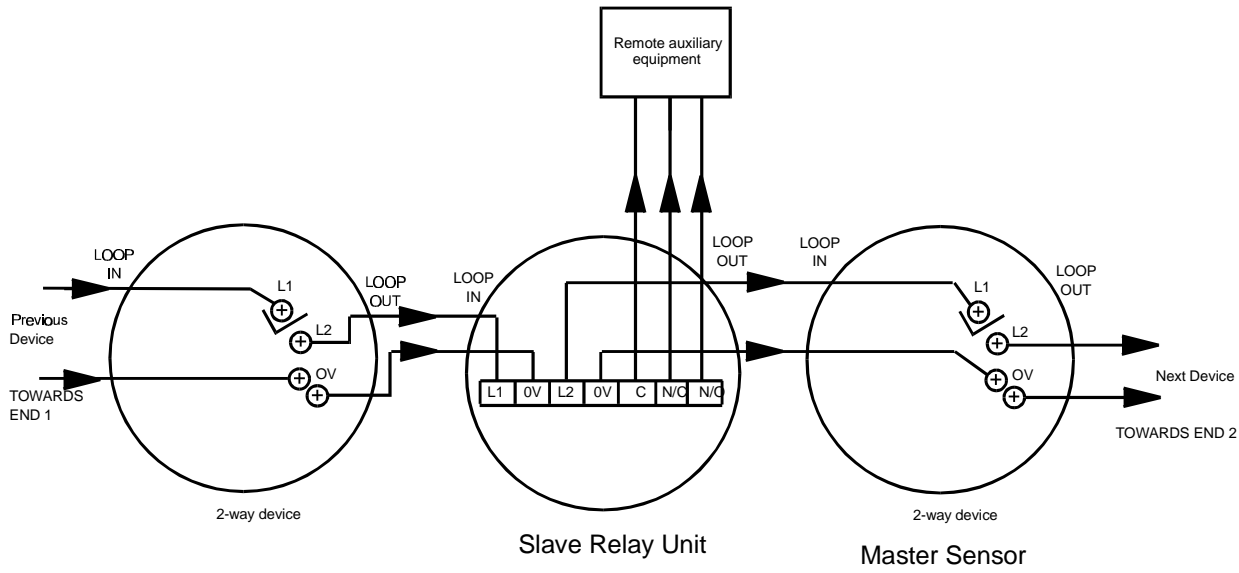 Remote auxiliary
equipment
LOOP
IN
L1
L2
OV
Previous
Device
TOWARDS
END 1
2-way device
LOOP
OUT
LOOP
IN
L1 0V L2 0V C N/C N/O
Slave Relay Unit
LOOP
OUT
LOOP
IN
L1
L2
OV
LOOP
OUT
Next Device
TOWARDS END 2
2-way device
Master Sensor